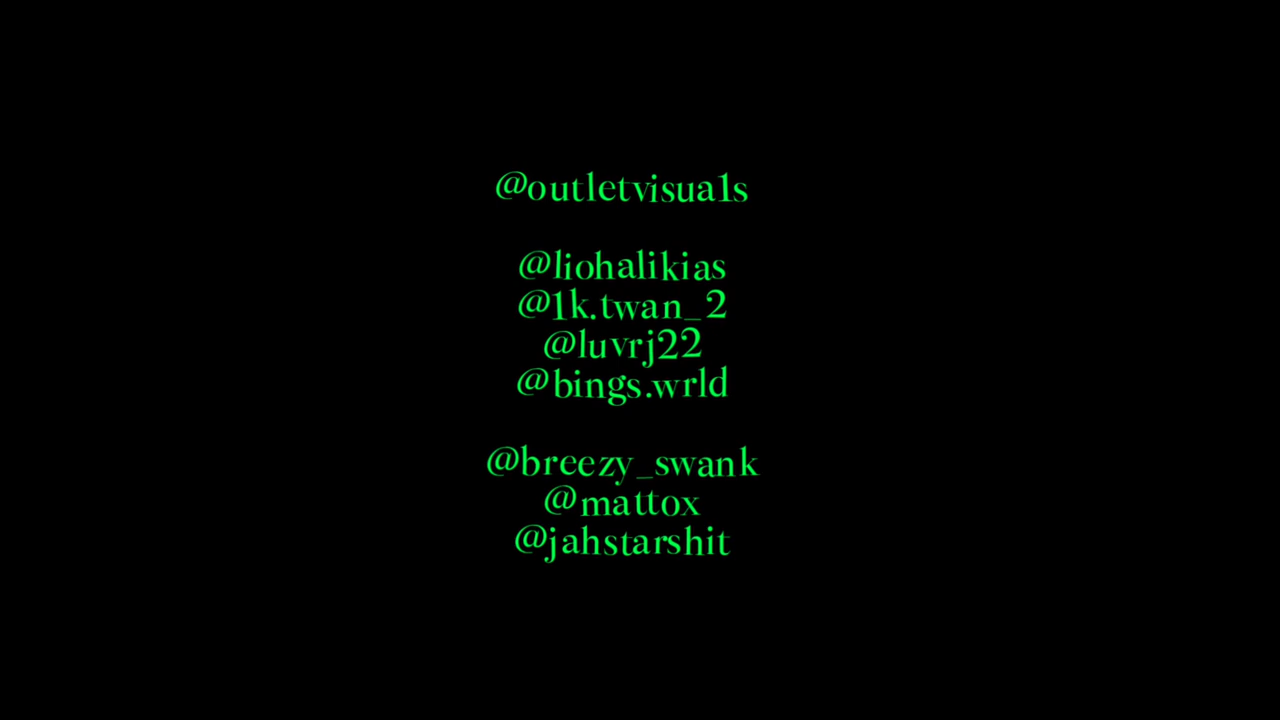 @outletvisua1s
@liohalikias
@1k.twan_2
@luvrj22
@bings.wrld
@breezy_swank
@mattox
@jahstarshit